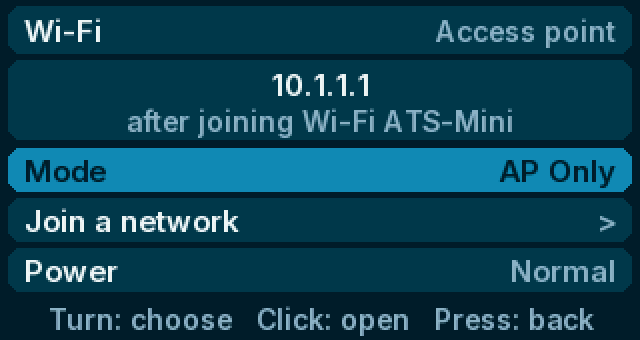 Wi-Fi Access point
10.1.1.1
after joining Wi-Fi ATS-Mini
Mode AP Only
Join a network >
Power Normal
Turn: choose Click: open Press: back